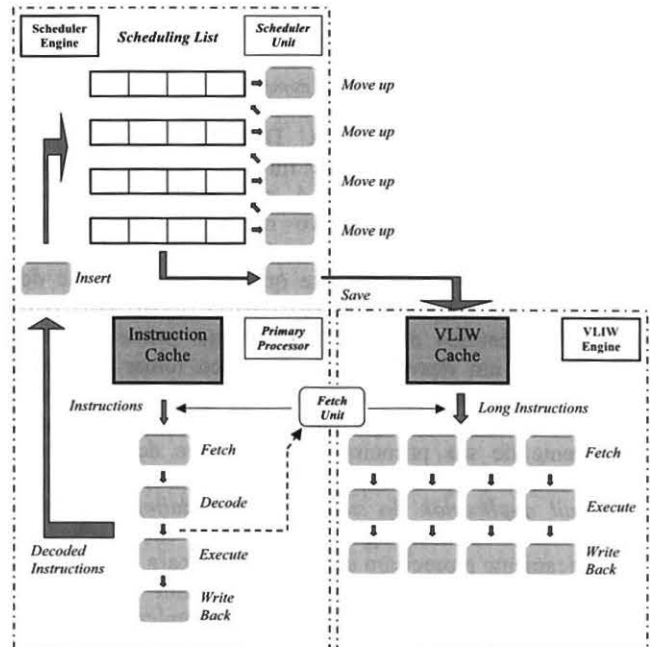 Scheduler
Engine
Scheduling List
Scheduler
Unit
Move up
Move up
Move up
Move up
Insert
Save
Instruction
Cache
Primary
Processor
VLIW
Cache
VLIW
Engine
Instructions
Fetch
Unit
Long Instructions
Fetch
Fetch
Decode
Execute
Execute
Decoded
Instructions
Write
Back
Write
Back